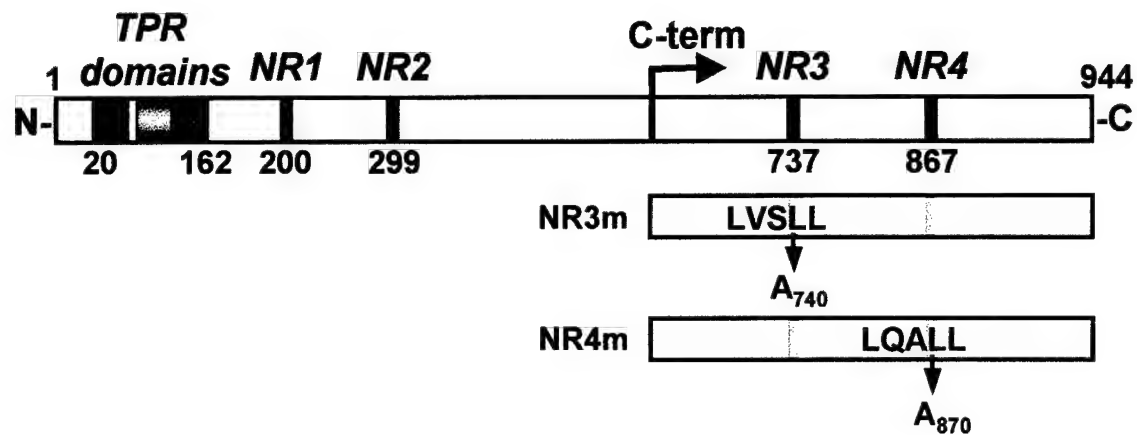 TPR
domains NR1 NR2 C-term NR3 NR4
1 944
N- -C
20 162 200 299 737 867
NR3m LVSLL
A740
NR4m LQALL
A870